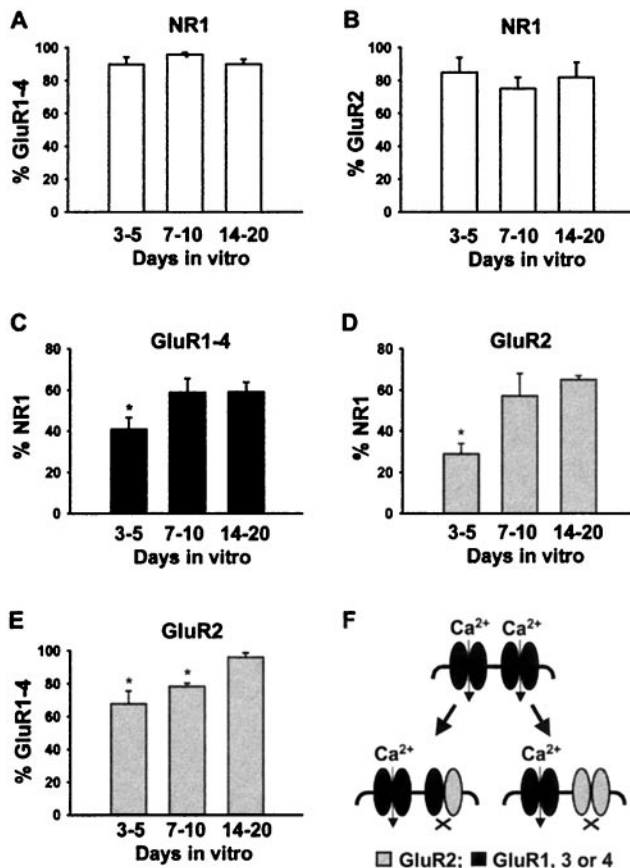 A
NR1
% GluR1-4
100
80
60
40
20
0
3-5 7-10 14-20
Days in vitro
B
NR1
% GluR2
100
80
60
40
20
0
3-5 7-10 14-20
Days in vitro
C
GluR1-4
% NR1
80
60
40
20
0
*
3-5 7-10 14-20
Days in vitro
D
GluR2
% NR1
80
60
40
20
0
*
3-5 7-10 14-20
Days in vitro
E
GluR2
% GluR1-4
100
80
60
40
20
0
* *
3-5 7-10 14-20
Days in vitro
F
Ca²⁺ Ca²⁺
Ca²⁺ Ca²⁺
GluR2; GluR1, 3 or 4